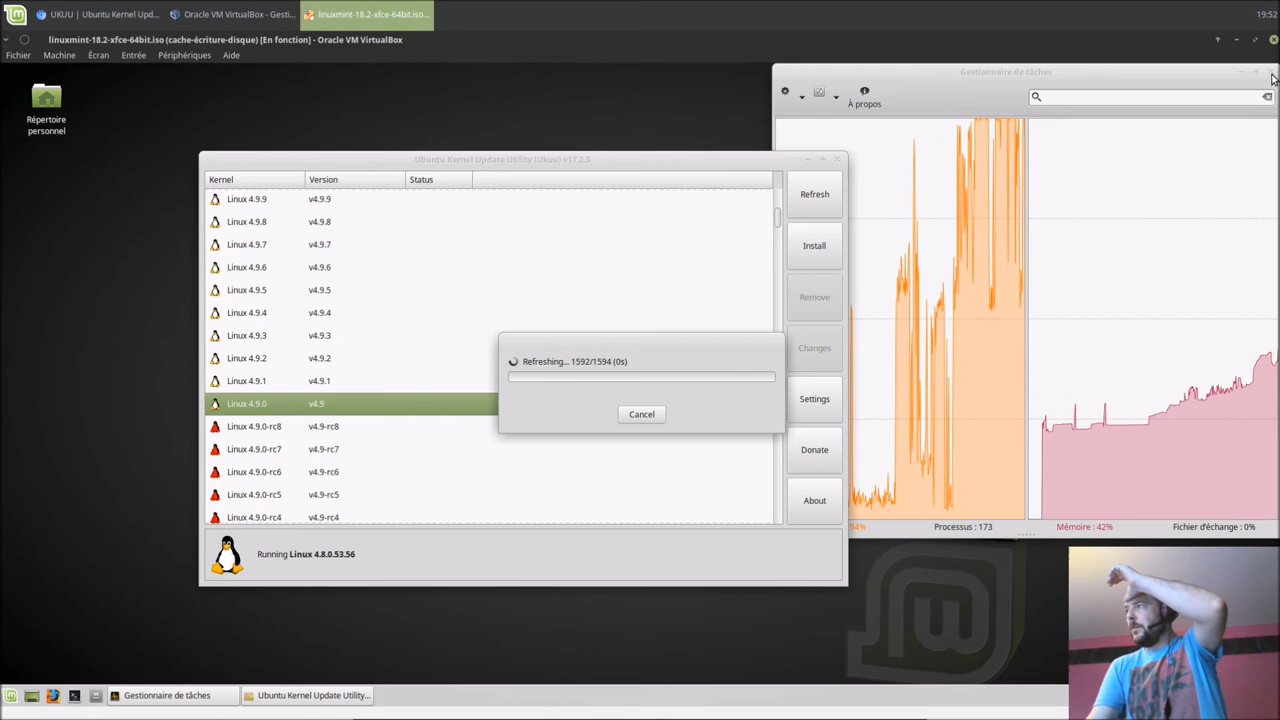 UKUU | Ubuntu Kernel Upd...
Oracle VM VirtualBox - Gesti...
linuxmint-18.2-xfce-64bit.iso...
19:52
linuxmint-18.2-xfce-64bit.iso (cache-écriture-disque) [En fonction] - Oracle VM VirtualBox
Fichier Machine Écran Entrée Périphériques Aide
Répertoire
personnel
Gestionnaire de tâches
À propos
Ubuntu Kernel Update Utility (Ukuu) v17.2.3
Kernel Version Status
Linux 4.9.9 v4.9.9
Linux 4.9.8 v4.9.8
Linux 4.9.7 v4.9.7
Linux 4.9.6 v4.9.6
Linux 4.9.5 v4.9.5
Linux 4.9.4 v4.9.4
Linux 4.9.3 v4.9.3
Linux 4.9.2 v4.9.2
Linux 4.9.1 v4.9.1
Linux 4.9.0 v4.9
Linux 4.9.0-rc8 v4.9-rc8
Linux 4.9.0-rc7 v4.9-rc7
Linux 4.9.0-rc6 v4.9-rc6
Linux 4.9.0-rc5 v4.9-rc5
Linux 4.9.0-rc4 v4.9-rc4
Refresh
Install
Remove
Changes
Settings
Donate
About
Refreshing... 1592/1594 (0s)
Cancel
Running Linux 4.8.0.53.56
94%
Processus : 173
Mémoire : 42%
Fichier d'échange : 0%
Gestionnaire de tâches
Ubuntu Kernel Update Utility...